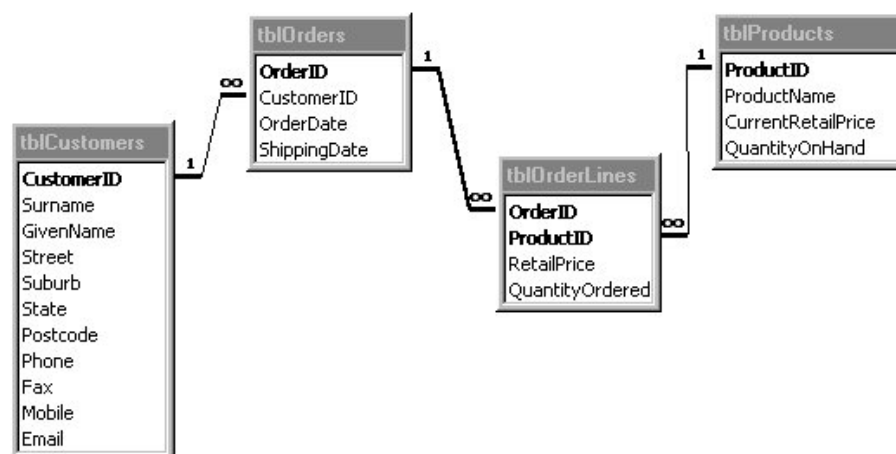 tblCustomers
CustomerID
Surname
GivenName
Street
Suburb
State
Postcode
Phone
Fax
Mobile
Email
1
∞
tblOrders
OrderID
CustomerID
OrderDate
ShippingDate
1
∞
tblOrderLines
OrderID
ProductID
RetailPrice
QuantityOrdered
∞
1
tblProducts
ProductID
ProductName
CurrentRetailPrice
QuantityOnHand